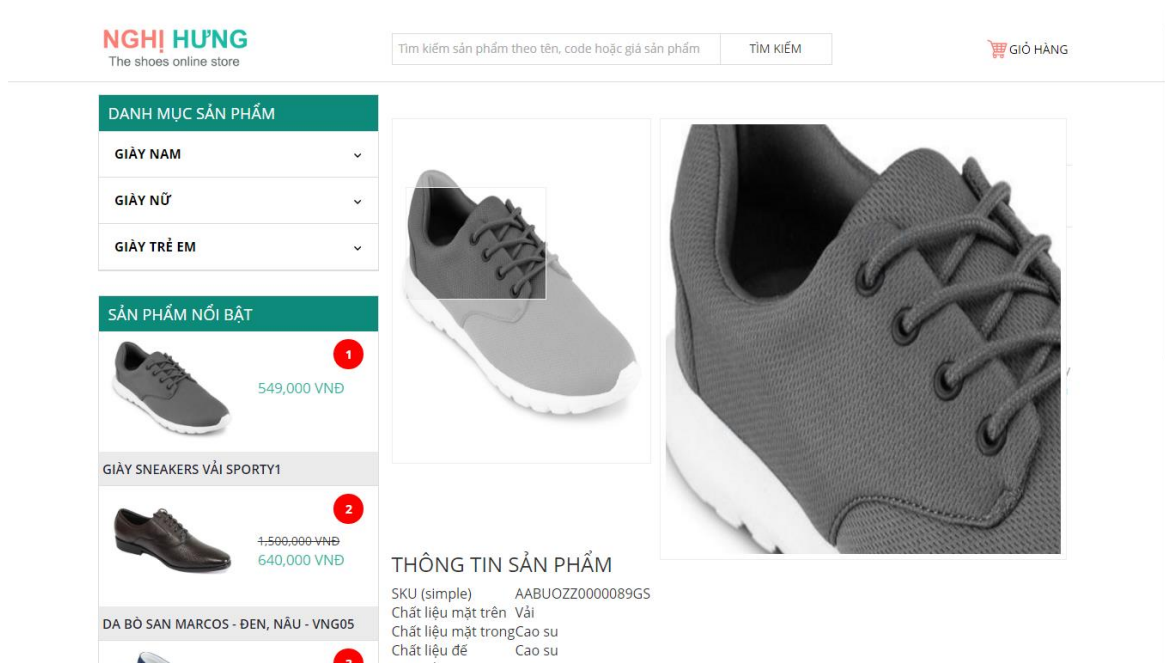 NGHỊ HƯNG
The shoes online store
Tìm kiếm sản phẩm theo tên, code hoặc giá sản phẩm
TÌM KIẾM
GIỎ HÀNG
DANH MỤC SẢN PHẨM
GIÀY NAM
GIÀY NỮ
GIÀY TRẺ EM
SẢN PHẨM NỔI BẬT
1
549,000 VNĐ
GIÀY SNEAKERS VẢI SPORTY1
2
1,500,000 VNĐ
640,000 VNĐ
DA BÒ SAN MARCOS - ĐEN, NÂU - VNG05
3
THÔNG TIN SẢN PHẨM
SKU (simple) AABUOZZ0000089GS
Chất liệu mặt trên Vải
Chất liệu mặt trong Cao su
Chất liệu đế Cao su